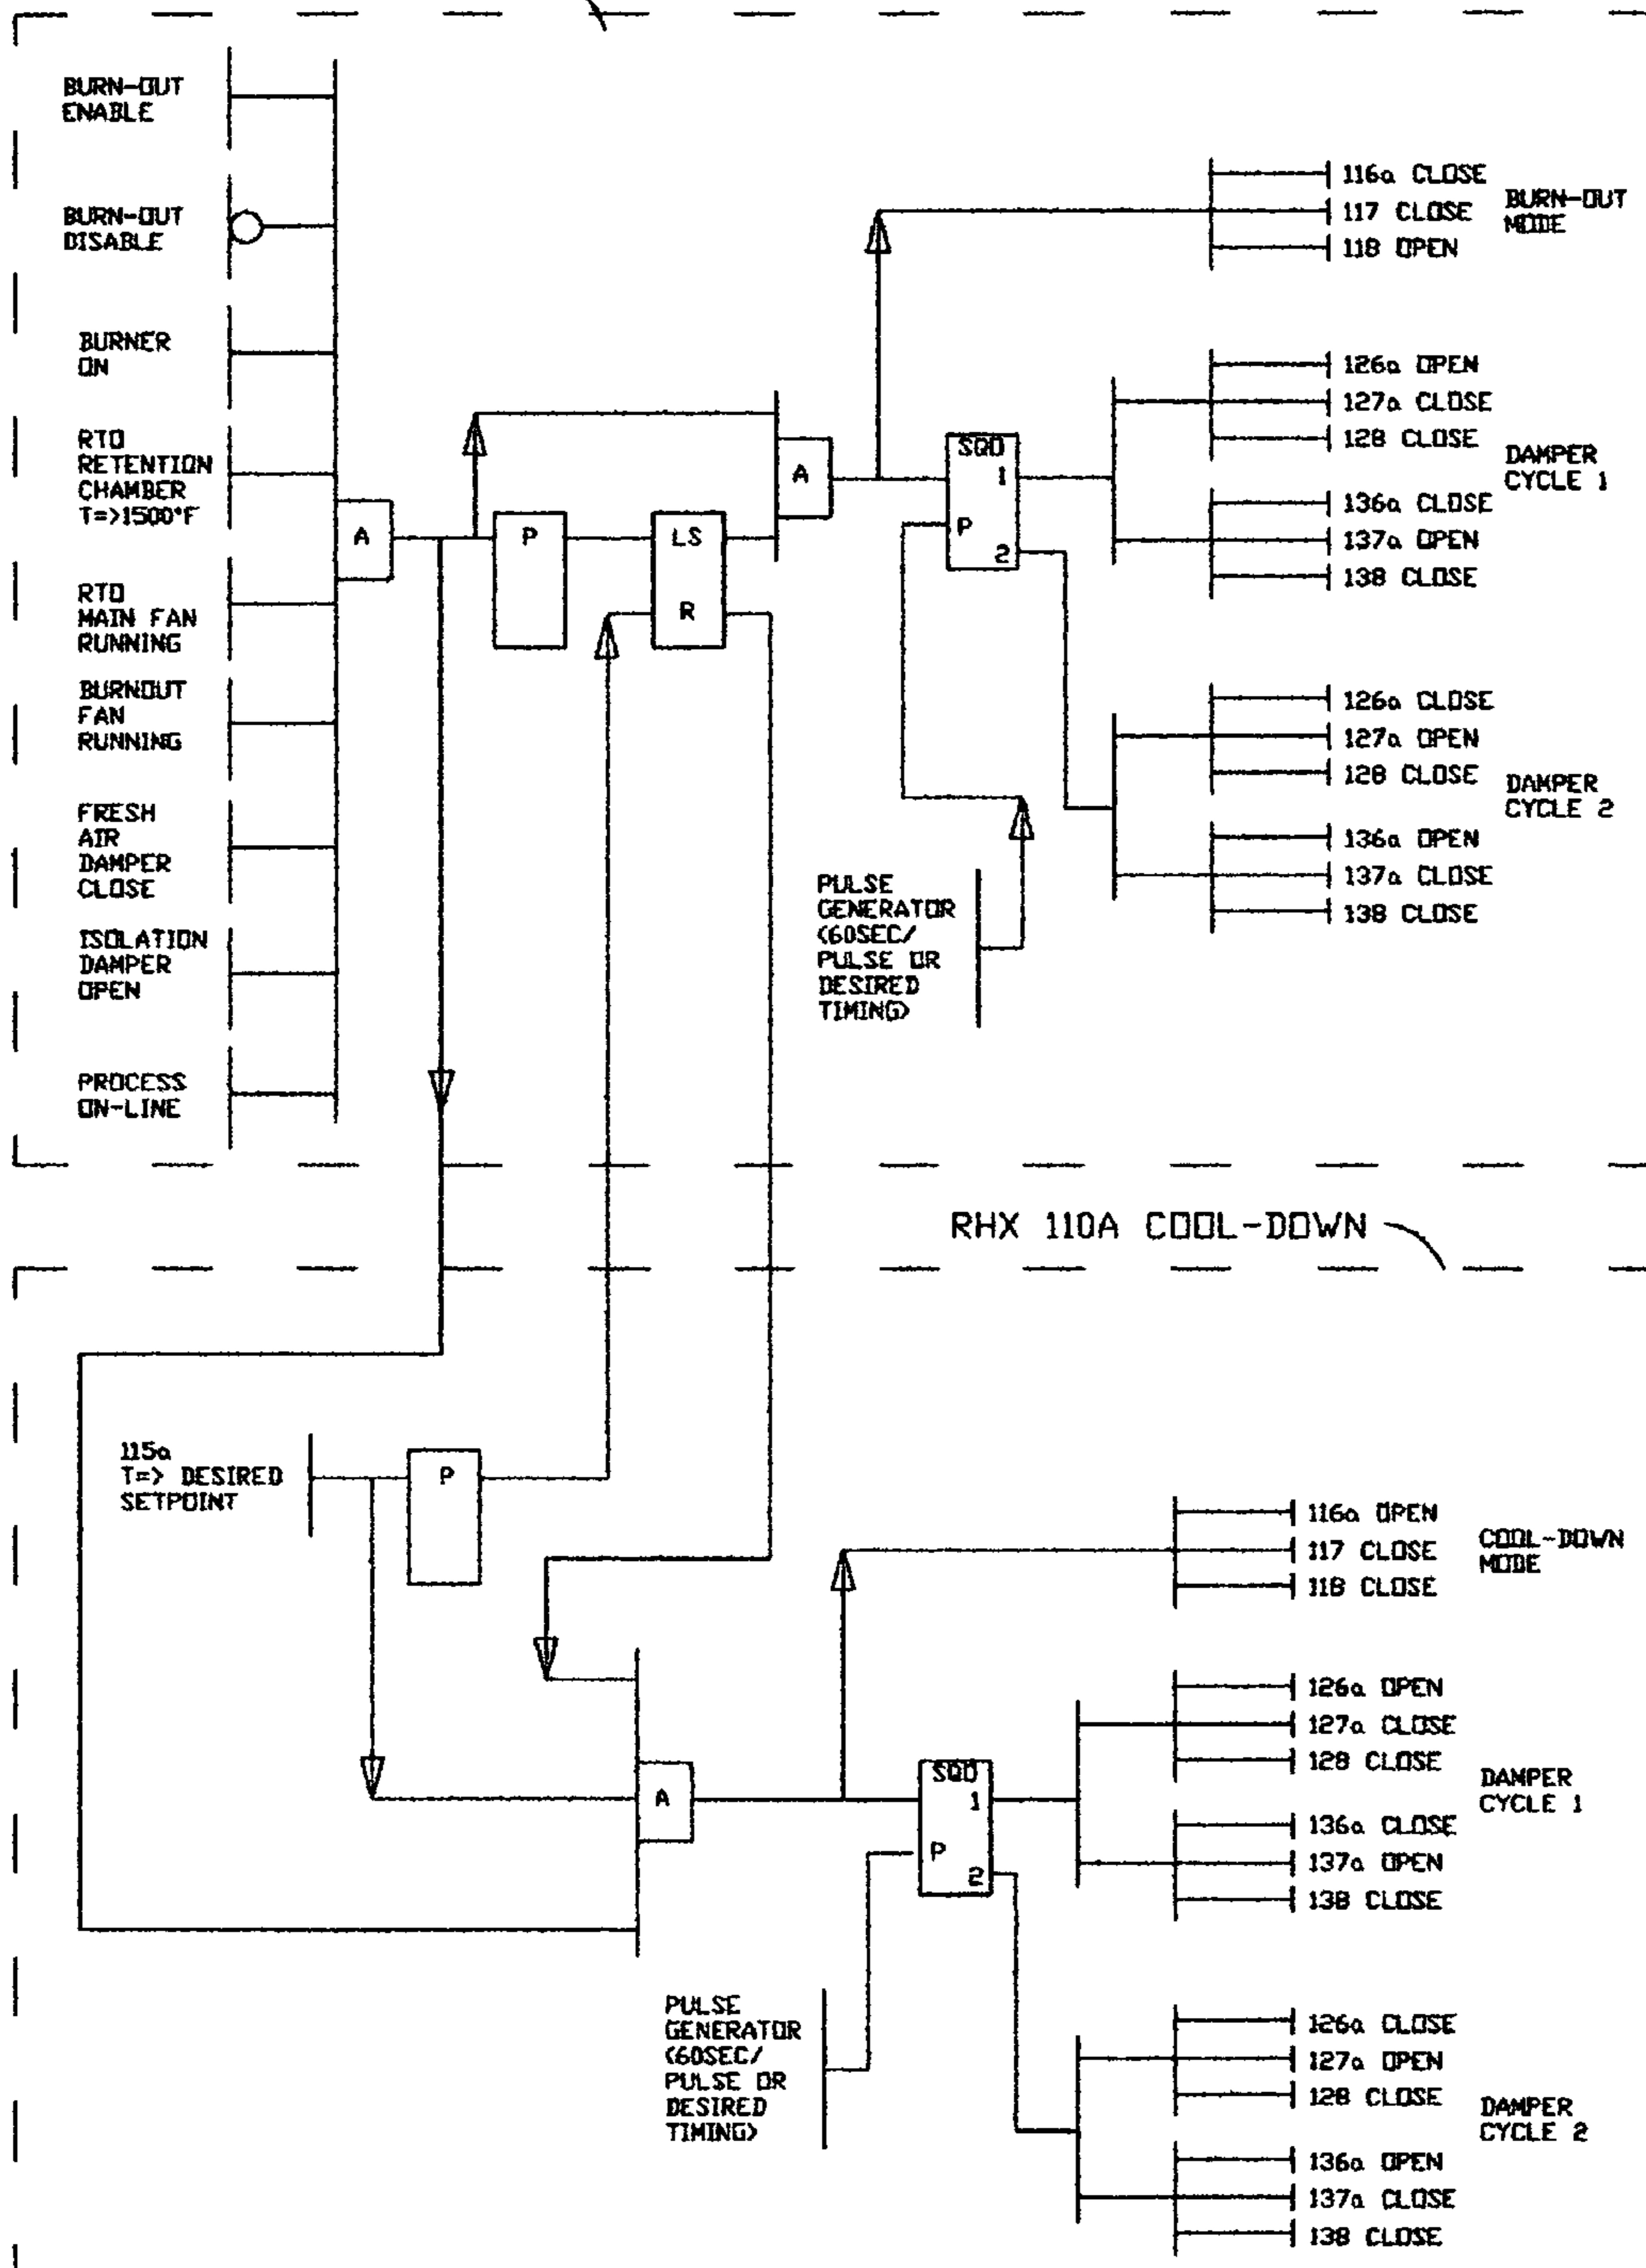 BURN-OUT
ENABLE
BURN-OUT
DISABLE
BURNER
ON
RTO
RETENTION
CHAMBER
T=>1500°F
RTO
MAIN FAN
RUNNING
BURNOUT
FAN
RUNNING
FRESH
AIR
DAMPER
CLOSE
ISOLATION
DAMPER
OPEN
PROCESS
ON-LINE
A
P
LS
R
A
SQD
1
P
2
PULSE
GENERATOR
(60SEC/
PULSE OR
DESIRED
TIMING)
116a CLOSE
117 CLOSE
118 OPEN
BURN-OUT
MODE
126a OPEN
127a CLOSE
128 CLOSE
136a CLOSE
137a OPEN
138 CLOSE
DAMPER
CYCLE 1
126a CLOSE
127a OPEN
128 CLOSE
136a OPEN
137a CLOSE
138 CLOSE
DAMPER
CYCLE 2
RHX 110A COOL-DOWN
115a
T=> DESIRED
SETPOINT
P
A
SQD
1
P
2
PULSE
GENERATOR
(60SEC/
PULSE OR
DESIRED
TIMING)
116a OPEN
117 CLOSE
118 CLOSE
COOL-DOWN
MODE
126a OPEN
127a CLOSE
128 CLOSE
136a CLOSE
137a OPEN
138 CLOSE
DAMPER
CYCLE 1
126a CLOSE
127a OPEN
128 CLOSE
136a OPEN
137a CLOSE
138 CLOSE
DAMPER
CYCLE 2